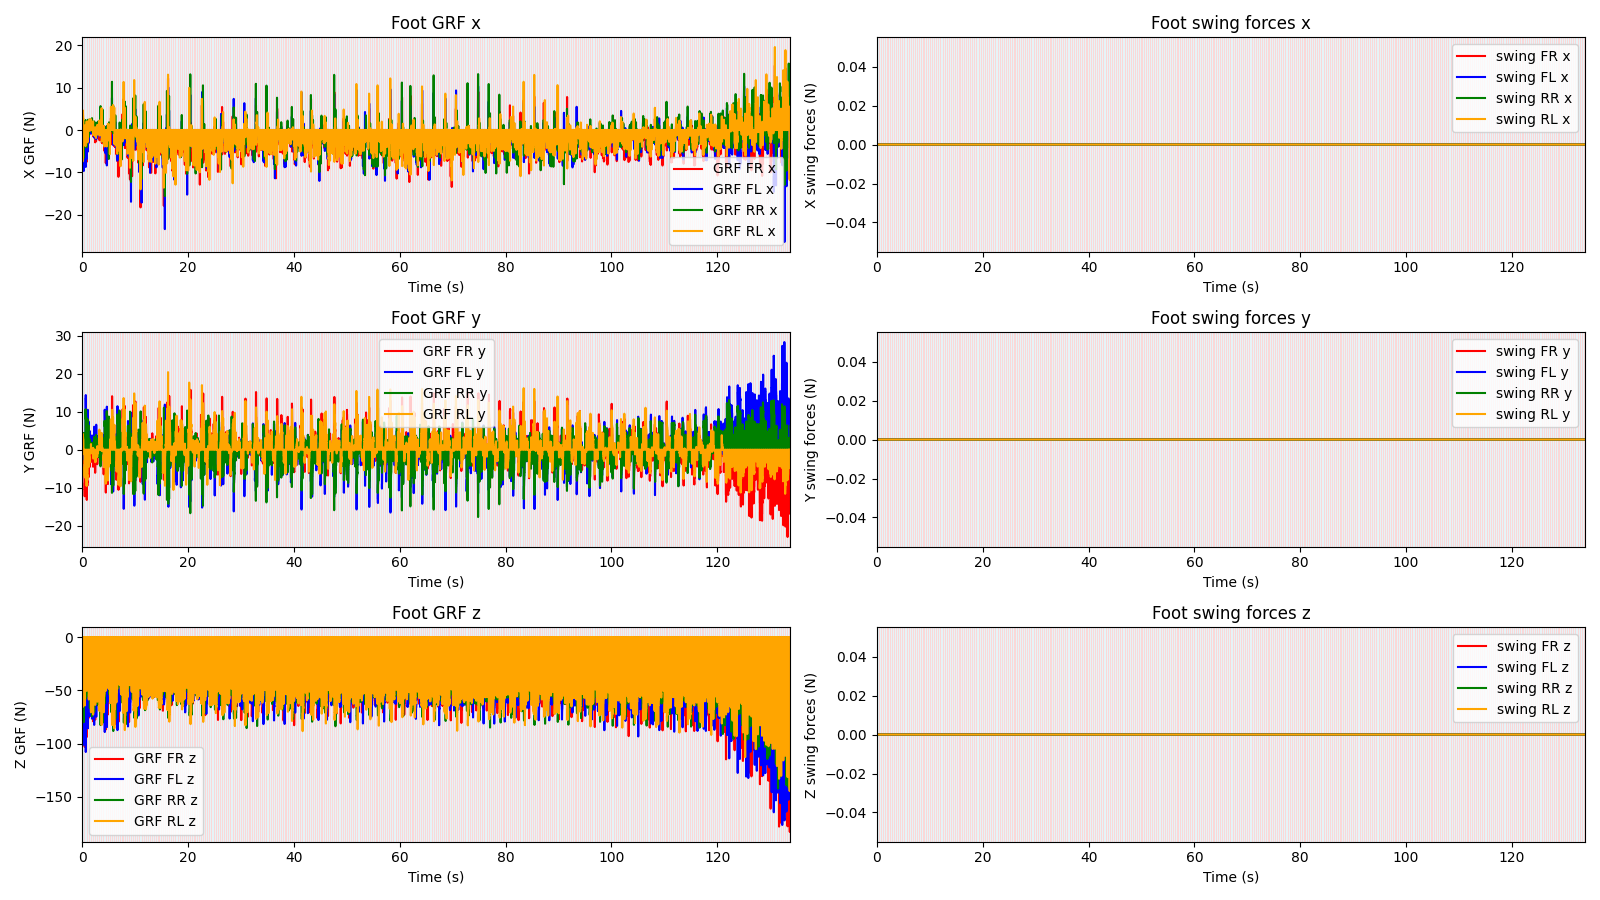 Foot GRF x
20
10
0
−10
−20
X GRF (N)
GRF FR x
GRF FL x
GRF RR x
GRF RL x
0 20 40 60 80 100 120
Time (s)
Foot swing forces x
0.04
0.02
0.00
−0.02
−0.04
X swing forces (N)
swing FR x
swing FL x
swing RR x
swing RL x
0 20 40 60 80 100 120
Time (s)
Foot GRF y
30
20
10
0
−10
−20
Y GRF (N)
GRF FR y
GRF FL y
GRF RR y
GRF RL y
0 20 40 60 80 100 120
Time (s)
Foot swing forces y
0.04
0.02
0.00
−0.02
−0.04
Y swing forces (N)
swing FR y
swing FL y
swing RR y
swing RL y
0 20 40 60 80 100 120
Time (s)
Foot GRF z
0
−50
−100
−150
Z GRF (N)
GRF FR z
GRF FL z
GRF RR z
GRF RL z
0 20 40 60 80 100 120
Time (s)
Foot swing forces z
0.04
0.02
0.00
−0.02
−0.04
Z swing forces (N)
swing FR z
swing FL z
swing RR z
swing RL z
0 20 40 60 80 100 120
Time (s)